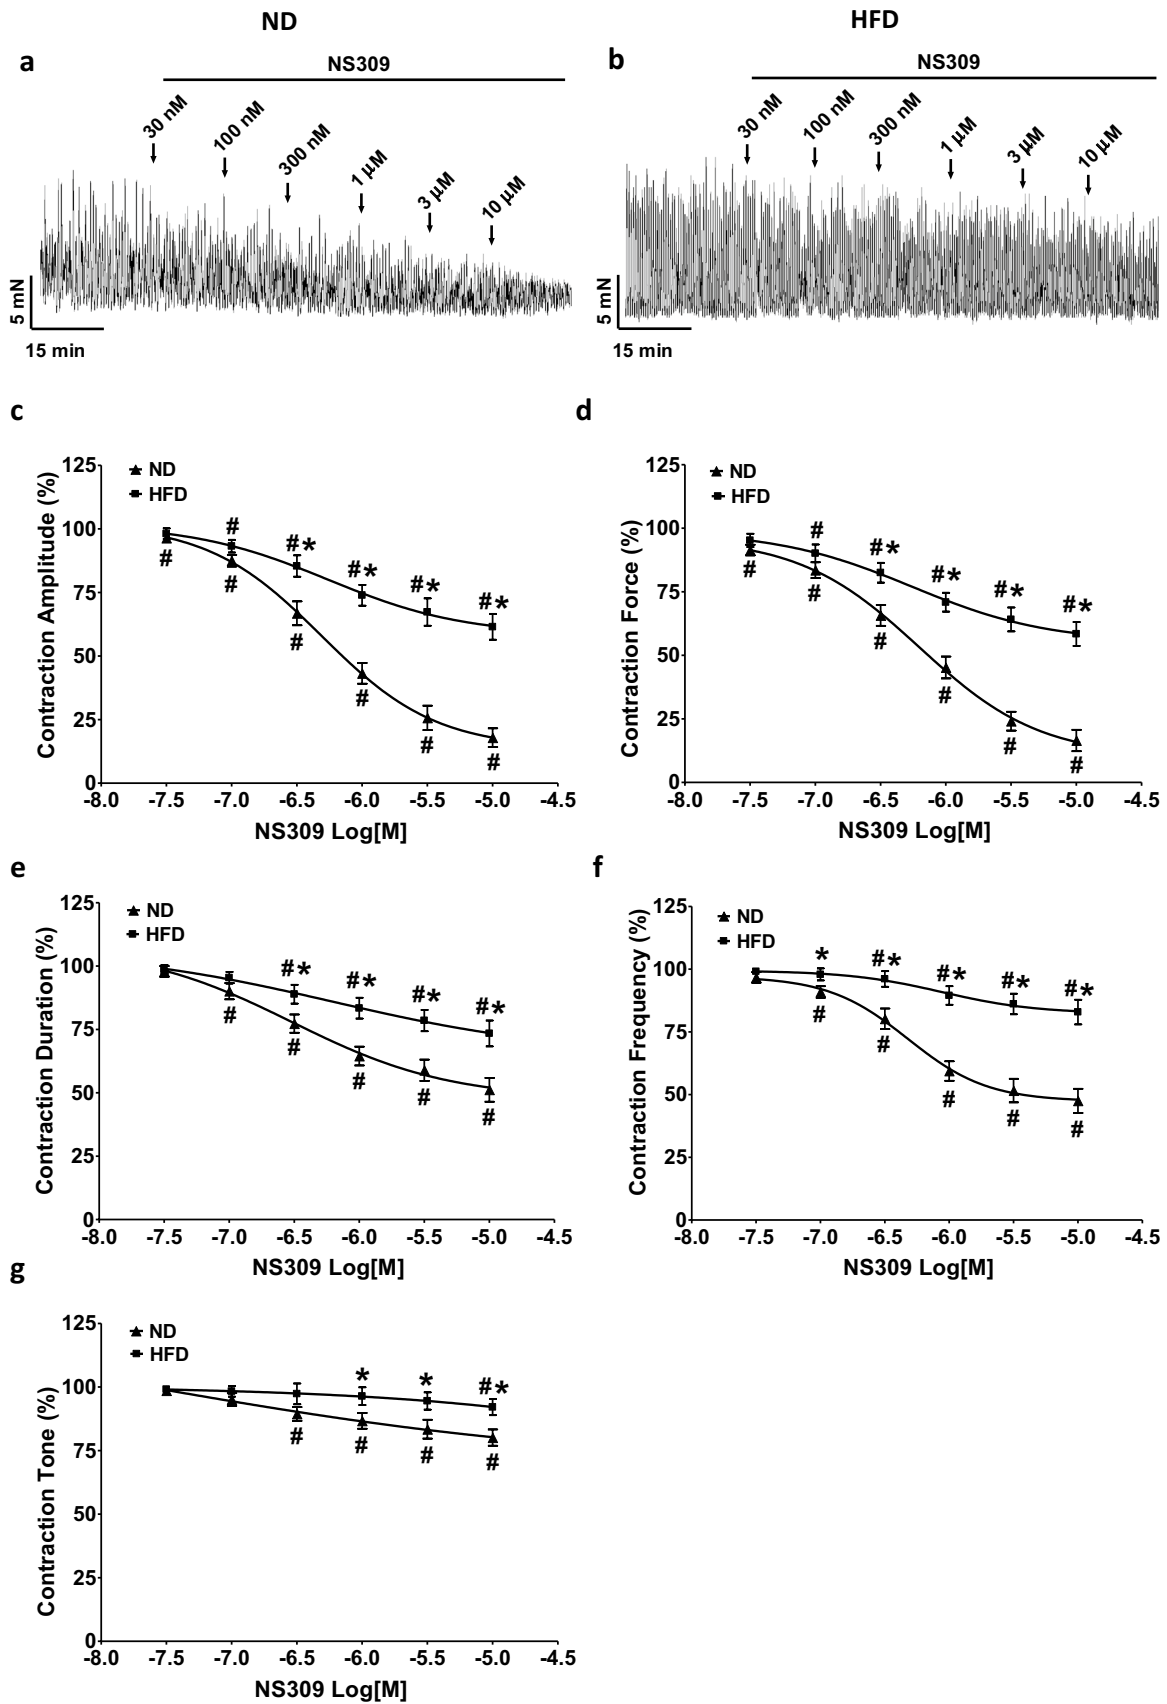 ND
HFD
a
NS309
30 nM
100 nM
300 nM
1 µM
3 µM
10 µM
5 mN
15 min
b
NS309
30 nM
100 nM
300 nM
1 µM
3 µM
10 µM
5 mN
15 min
c
Contraction Amplitude (%)
125
100
75
50
25
0
ND
HFD
#
# *
# *
# *
# *
#
#
#
#
#
#
-8.0 -7.5 -7.0 -6.5 -6.0 -5.5 -5.0 -4.5
NS309 Log[M]
d
Contraction Force (%)
125
100
75
50
25
0
ND
HFD
#
# *
# *
# *
# *
#
#
#
#
#
#
-8.0 -7.5 -7.0 -6.5 -6.0 -5.5 -5.0 -4.5
NS309 Log[M]
e
Contraction Duration (%)
125
100
75
50
25
0
ND
HFD
# *
# *
# *
# *
#
#
#
#
#
-8.0 -7.5 -7.0 -6.5 -6.0 -5.5 -5.0 -4.5
NS309 Log[M]
f
Contraction Frequency (%)
125
100
75
50
25
0
ND
HFD
*
# *
# *
# *
# *
#
#
#
#
#
-8.0 -7.5 -7.0 -6.5 -6.0 -5.5 -5.0 -4.5
NS309 Log[M]
g
Contraction Tone (%)
125
100
75
50
25
0
ND
HFD
*
*
# *
#
#
#
#
-8.0 -7.5 -7.0 -6.5 -6.0 -5.5 -5.0 -4.5
NS309 Log[M]